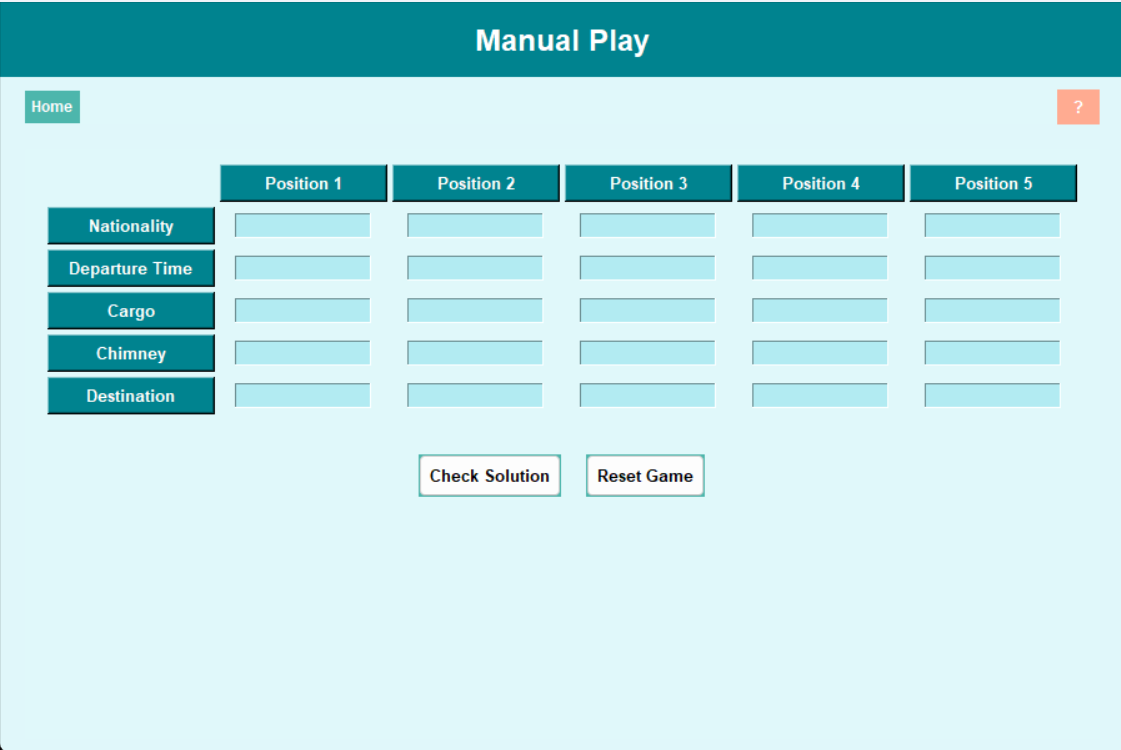 Manual Play
Home
?
Position 1 Position 2 Position 3 Position 4 Position 5
Nationality
Departure Time
Cargo
Chimney
Destination
Check Solution Reset Game